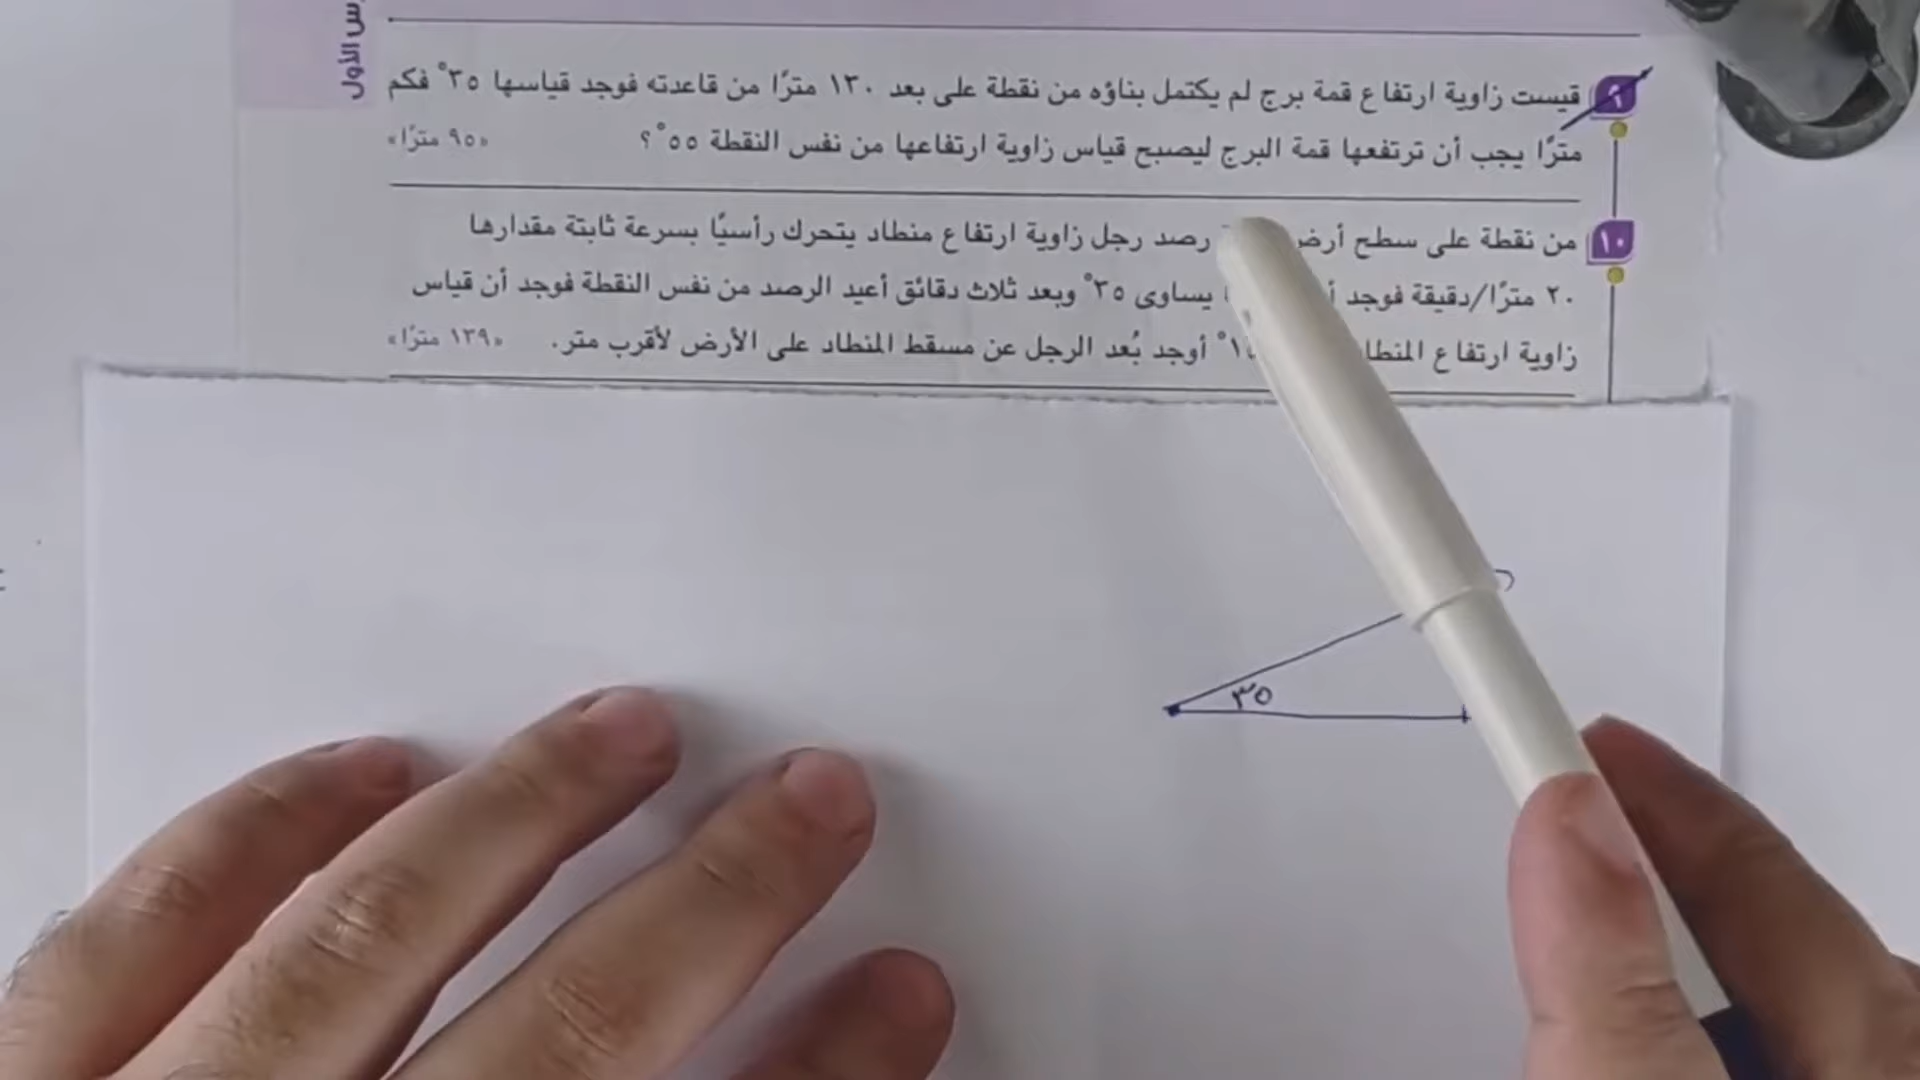 رس الأول
٩ قيست زاوية ارتفاع قمة برج لم يكتمل بناؤه من نقطة على بعد ١٣٠ مترًا من قاعدته فوجد قياسها ٣٥° فكم
مترًا يجب أن ترتفعها قمة البرج ليصبح قياس زاوية ارتفاعها من نفس النقطة ٥٥° ؟ «٩٥ مترًا»
١٠ من نقطة على سطح رصد رجل زاوية ارتفاع منطاد يتحرك رأسيًا بسرعة ثابتة مقدارها
٢٠ مترًا/دقيقة فوجد يساوى ٣٥° وبعد ثلاث دقائق أعيد الرصد من نفس النقطة فوجد أن قياس
زاوية ارتفاع أوجد بُعد الرجل عن مسقط المنطاد على الأرض لأقرب متر. «١٣٩ مترًا»
٣٥